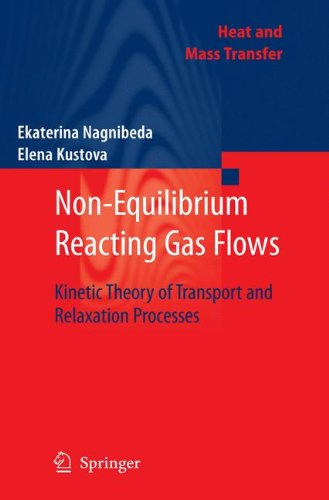 Heat and
Mass Transfer
Ekaterina Nagnibeda
Elena Kustova
Non-Equilibrium
Reacting Gas Flows
Kinetic Theory of Transport and
Relaxation Processes
Springer